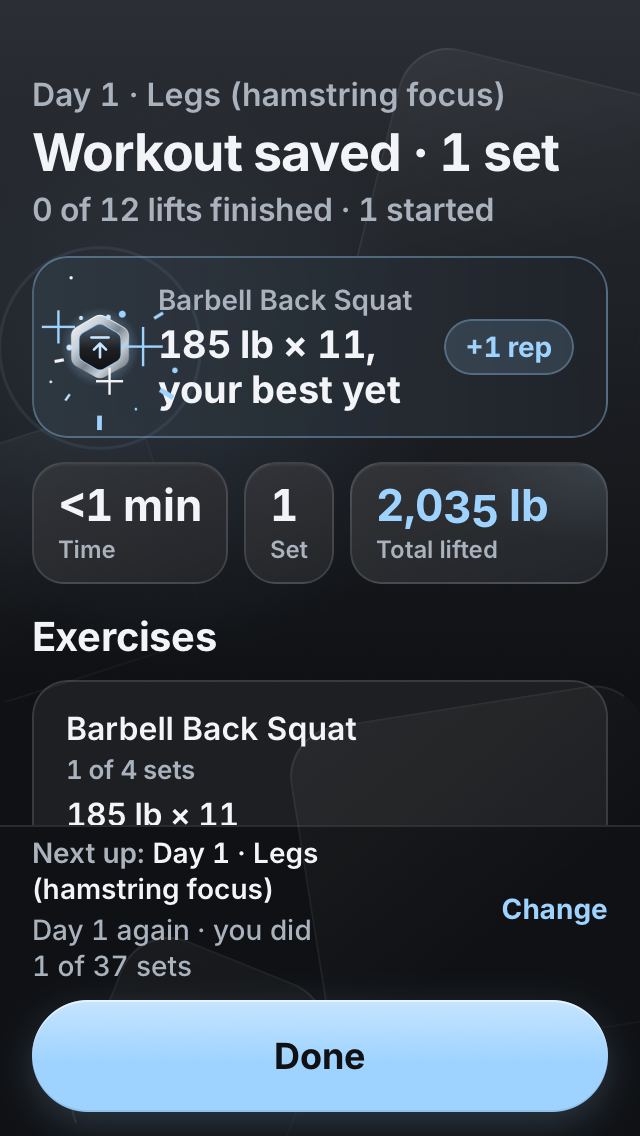 Day 1 · Legs (hamstring focus)
Workout saved · 1 set
0 of 12 lifts finished · 1 started
Barbell Back Squat
185 lb × 11,
your best yet
+1 rep
<1 min
Time
1
Set
2,035 lb
Total lifted
Exercises
Barbell Back Squat
1 of 4 sets
185 lb × 11
Next up: Day 1 · Legs
(hamstring focus)
Day 1 again · you did
1 of 37 sets
Change
Done